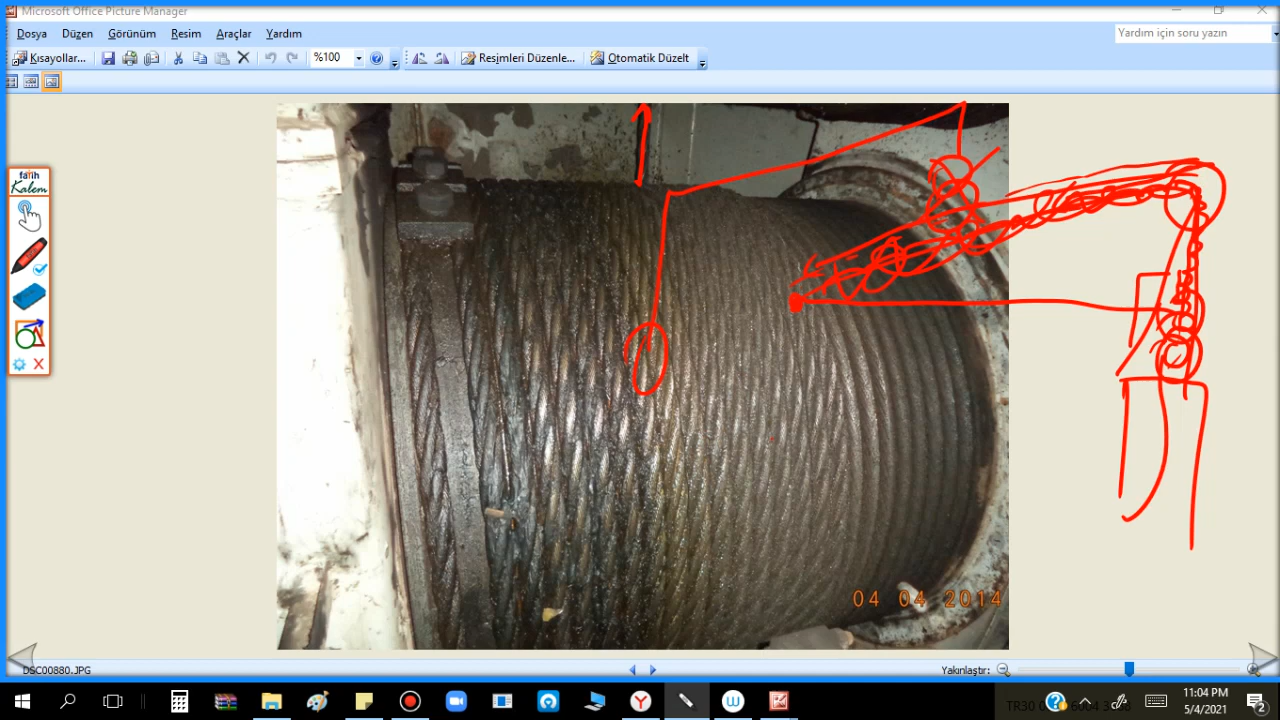 Microsoft Office Picture Manager
Dosya Düzen Görünüm Resim Araçlar Yardım
Yardım için soru yazın
Kısayollar... %100 Resimleri Düzenle... Otomatik Düzelt
fatih
Kalem
04 04 2014
DSC00880.JPG
Yakınlaştır:
11:04 PM
5/4/2021
2